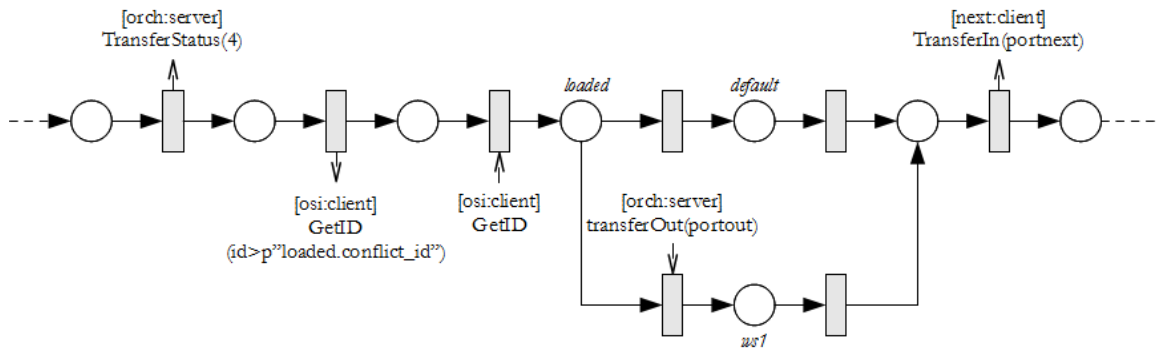 [orch:server]
TransferStatus(4)
[next:client]
TransferIn(portnext)
loaded
default
[osi:client]
GetID
(id>p”loaded.conflict_id”)
[osi:client]
GetID
[orch:server]
transferOut(portout)
ws1